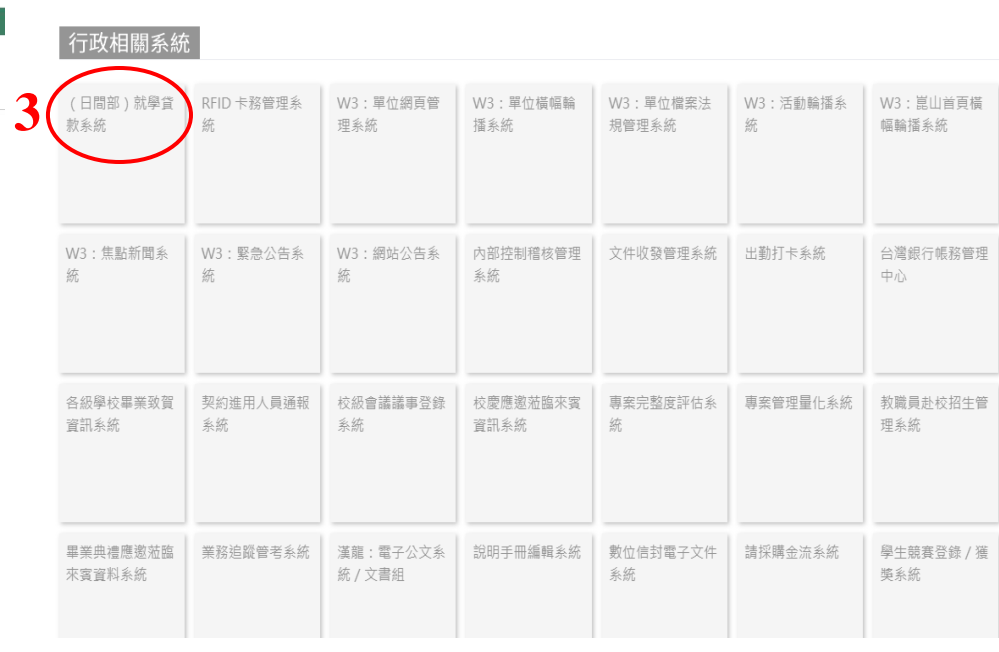 行政相關系統
3
（日間部）就學貸
款系統
RFID 卡務管理系
統
W3：單位網頁管
理系統
W3：單位橫幅輪
播系統
W3：單位檔案法
規管理系統
W3：活動輪播系
統
W3：崑山首頁橫
幅輪播系統
W3：焦點新聞系
統
W3：緊急公告系
統
W3：網站公告系
統
內部控制稽核管理
系統
文件收發管理系統
出勤打卡系統
台灣銀行帳務管理
中心
各級學校畢業致賀
資訊系統
契約進用人員通報
系統
校級會議議事登錄
系統
校慶應邀蒞臨來賓
資訊系統
專案完整度評估系
統
專案管理量化系統
教職員赴校招生管
理系統
畢業典禮應邀蒞臨
來賓資料系統
業務追蹤管考系統
漢龍：電子公文系
統 / 文書組
說明手冊編輯系統
數位信封電子文件
系統
請採購金流系統
學生競賽登錄 / 獲
獎系統